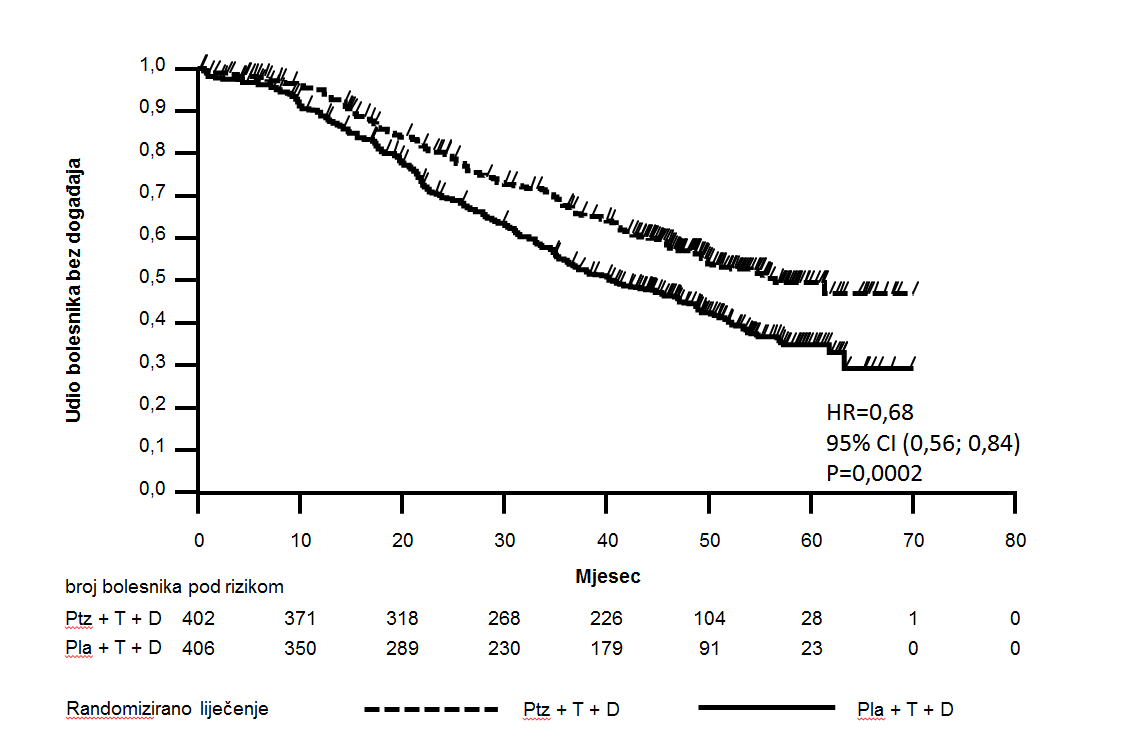 Udio bolesnika bez događaja
1,0
0,9
0,8
0,7
0,6
0,5
0,4
0,3
0,2
0,1
0,0
HR=0,68
95% CI (0,56; 0,84)
P=0,0002
0 10 20 30 40 50 60 70 80
Mjesec
broj bolesnika pod rizikom
Ptz + T + D 402 371 318 268 226 104 28 1 0
Pla + T + D 406 350 289 230 179 91 23 0 0
Randomizirano liječenje Ptz + T + D Pla + T + D